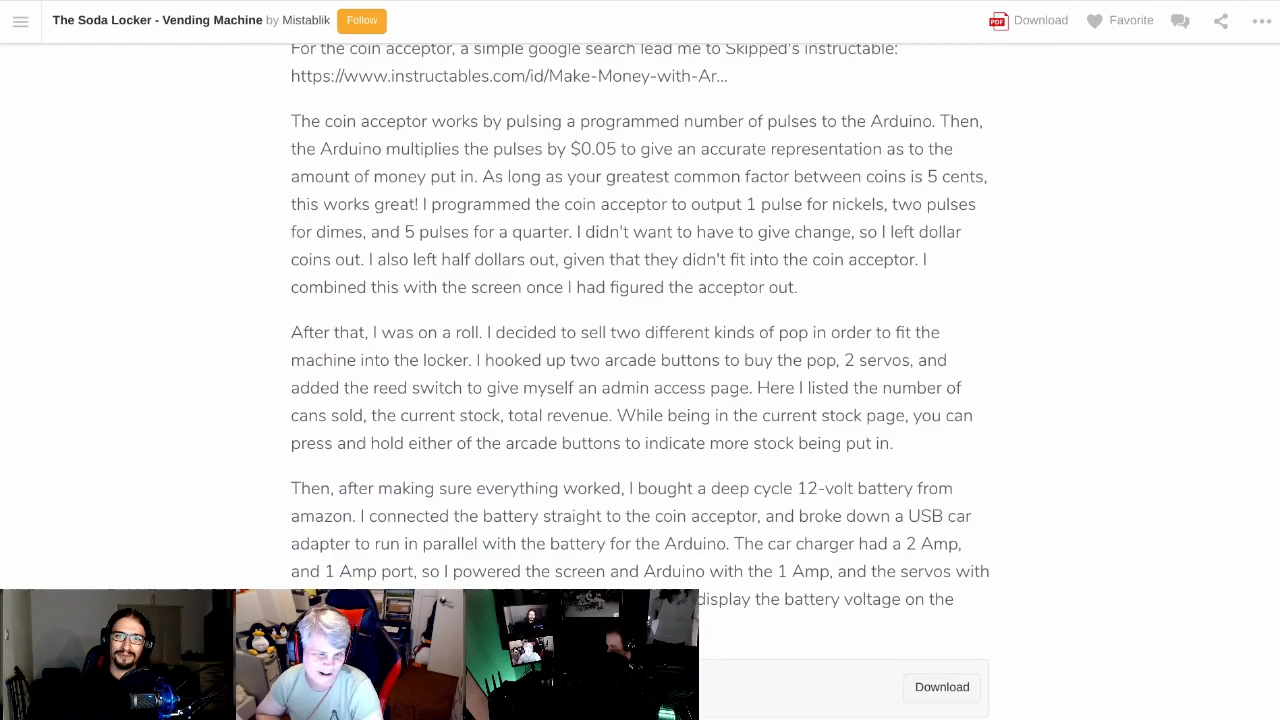 The Soda Locker - Vending Machine by Mistablik Follow Download Favorite
For the coin acceptor, a simple google search lead me to Skipped's instructable:
https://www.instructables.com/id/Make-Money-with-Ar...
The coin acceptor works by pulsing a programmed number of pulses to the Arduino. Then,
the Arduino multiplies the pulses by $0.05 to give an accurate representation as to the
amount of money put in. As long as your greatest common factor between coins is 5 cents,
this works great! I programmed the coin acceptor to output 1 pulse for nickels, two pulses
for dimes, and 5 pulses for a quarter. I didn't want to have to give change, so I left dollar
coins out. I also left half dollars out, given that they didn't fit into the coin acceptor. I
combined this with the screen once I had figured the acceptor out.
After that, I was on a roll. I decided to sell two different kinds of pop in order to fit the
machine into the locker. I hooked up two arcade buttons to buy the pop, 2 servos, and
added the reed switch to give myself an admin access page. Here I listed the number of
cans sold, the current stock, total revenue. While being in the current stock page, you can
press and hold either of the arcade buttons to indicate more stock being put in.
Then, after making sure everything worked, I bought a deep cycle 12-volt battery from
amazon. I connected the battery straight to the coin acceptor, and broke down a USB car
adapter to run in parallel with the battery for the Arduino. The car charger had a 2 Amp,
and 1 Amp port, so I powered the screen and Arduino with the 1 Amp, and the servos with
display the battery voltage on the
Download